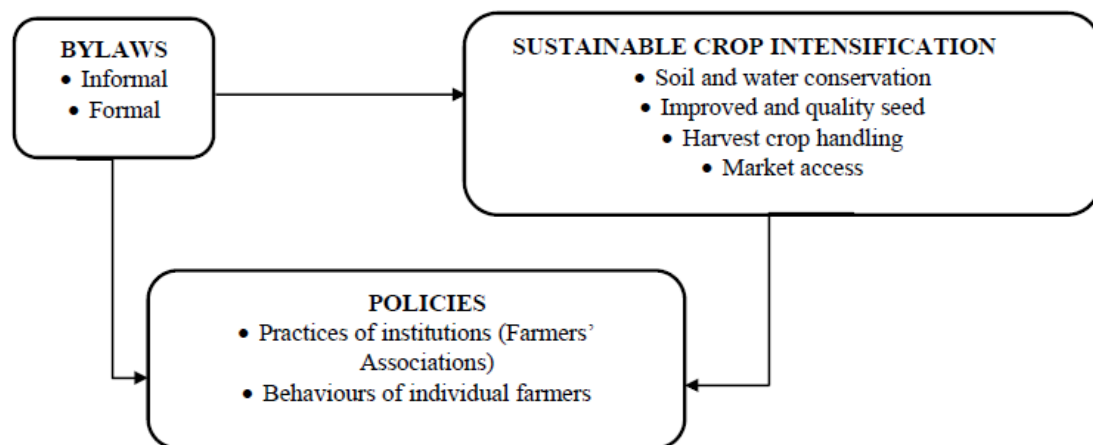 BYLAWS
• Informal
• Formal
SUSTAINABLE CROP INTENSIFICATION
• Soil and water conservation
• Improved and quality seed
• Harvest crop handling
• Market access
POLICIES
• Practices of institutions (Farmers’
Associations)
• Behaviours of individual farmers